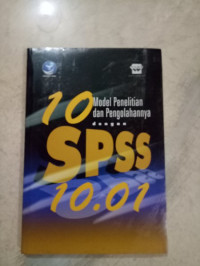 10 Model Penelitian
dan Pengolahannya
dengan
SPSS
10.01